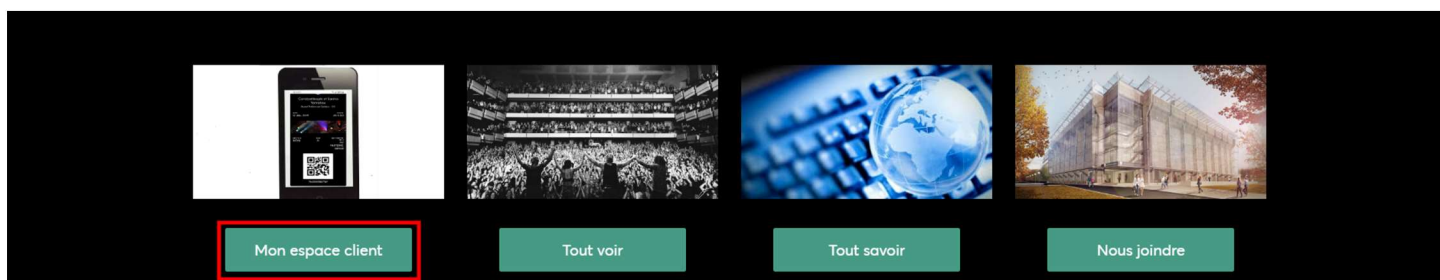 Mon espace client
Tout voir
Tout savoir
Nous joindre